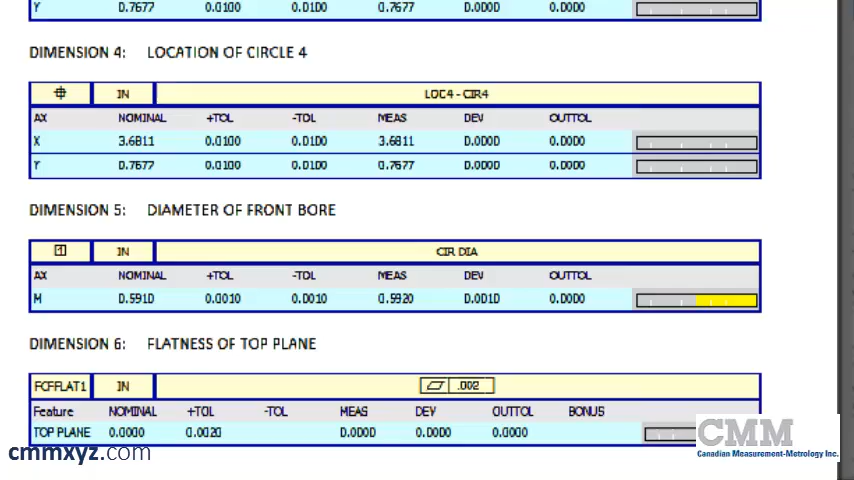 Y 0.7677 0.0100 0.0100 0.7677 0.0000 0.0000
DIMENSION 4: LOCATION OF CIRCLE 4
IN LOC4 - CIR4
AX NOMINAL +TOL -TOL MEAS DEV OUTTOL
X 3.6811 0.0100 0.0100 3.6811 0.0000 0.0000
Y 0.7677 0.0100 0.0100 0.7677 0.0000 0.0000
DIMENSION 5: DIAMETER OF FRONT BORE
IN CIR DIA
AX NOMINAL +TOL -TOL MEAS DEV OUTTOL
M 0.5910 0.0010 0.0010 0.5920 0.0010 0.0000
DIMENSION 6: FLATNESS OF TOP PLANE
FCFFLAT1 IN .002
Feature NOMINAL +TOL -TOL MEAS DEV OUTTOL BONUS
TOP PLANE 0.0000 0.0020 0.0000 0.0000 0.0000
cmmxyz.com
CMM
Canadian Measurement-Metrology Inc.